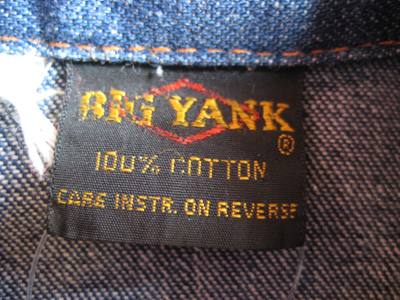 BIG YANK ®
100% COTTON
CARE INSTR. ON REVERSE